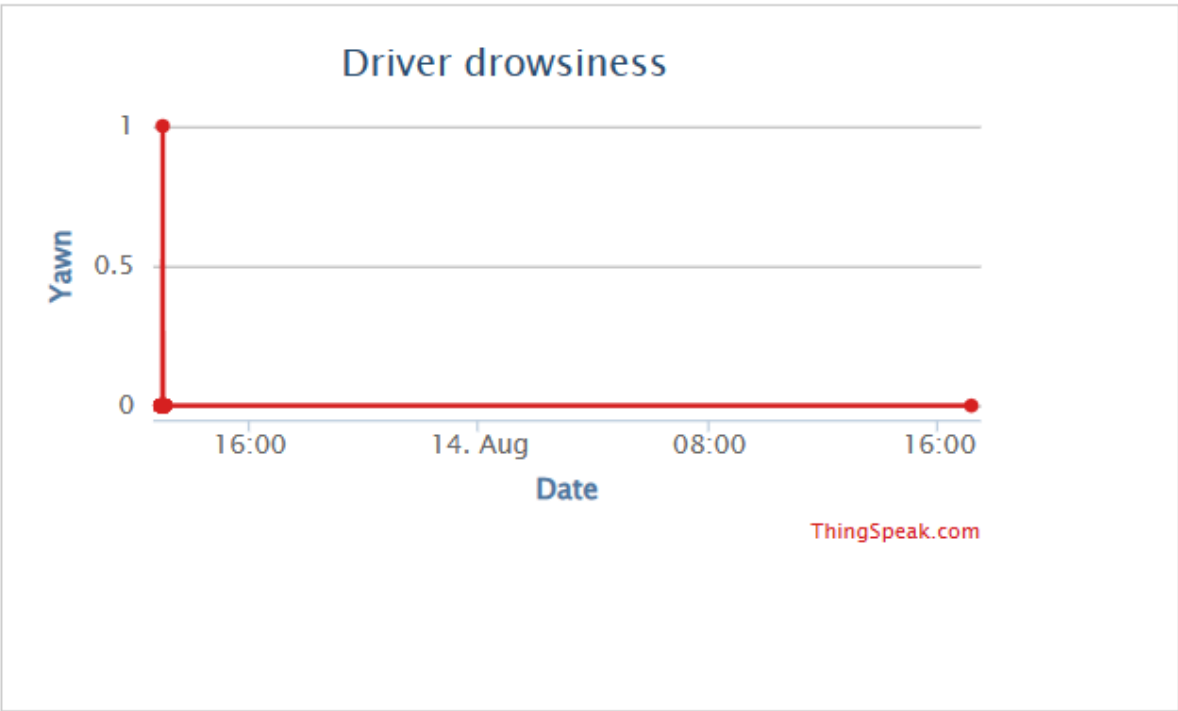 Driver drowsiness
1
0.5
0
Yawn
16:00 14. Aug 08:00 16:00
Date
ThingSpeak.com